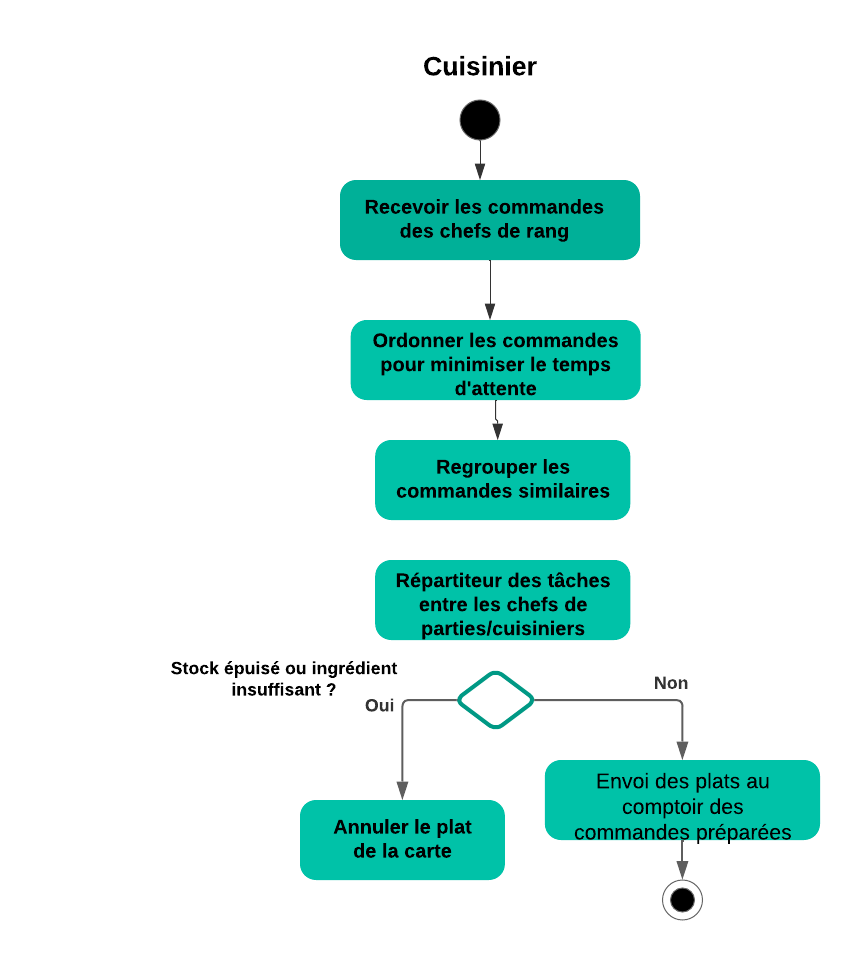 Cuisinier
Recevoir les commandes
des chefs de rang
Ordonner les commandes
pour minimiser le temps
d'attente
Regrouper les
commandes similaires
Répartiteur des tâches
entre les chefs de
parties/cuisiniers
Stock épuisé ou ingrédient
insuffisant ?
Oui
Non
Envoi des plats au
comptoir des
commandes préparées
Annuler le plat
de la carte